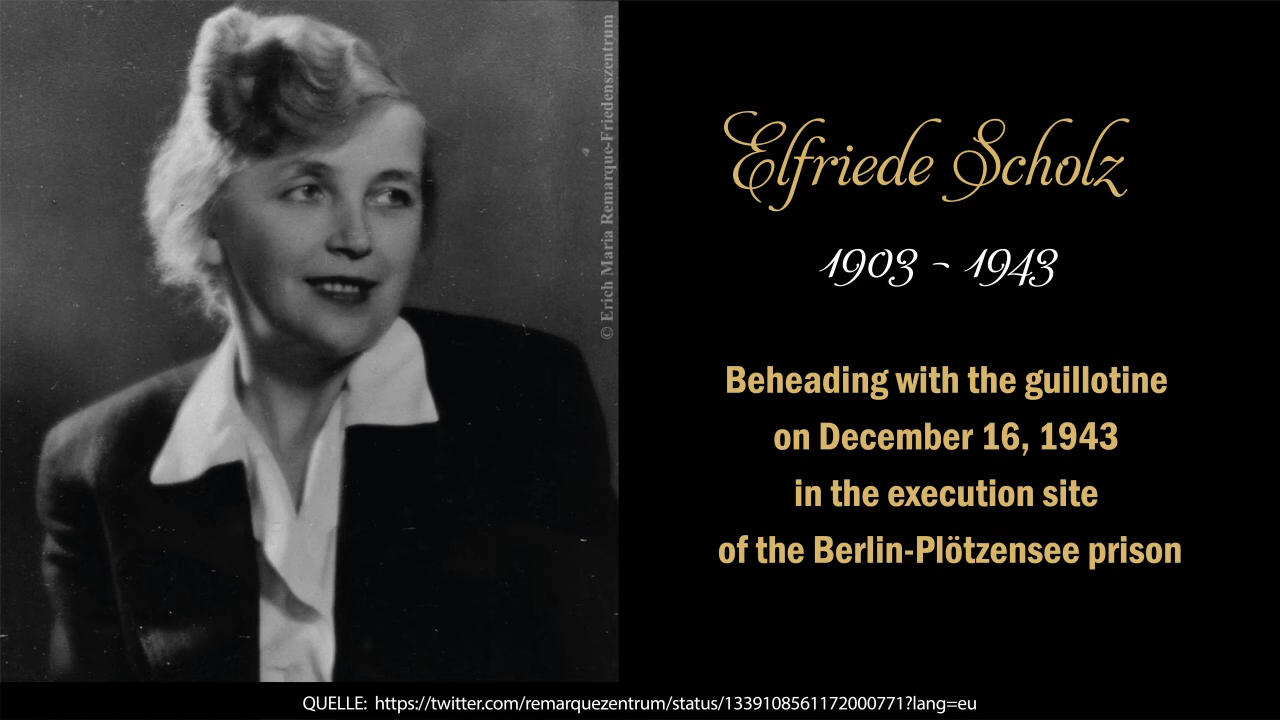 © Erich Maria Remarque-Friedenszentrum
Elfriede Scholz
1903 - 1943
Beheading with the guillotine
on December 16, 1943
in the execution site
of the Berlin-Plötzensee prison
QUELLE: https://twitter.com/remarquezentrum/status/1339108561172000771?lang=eu